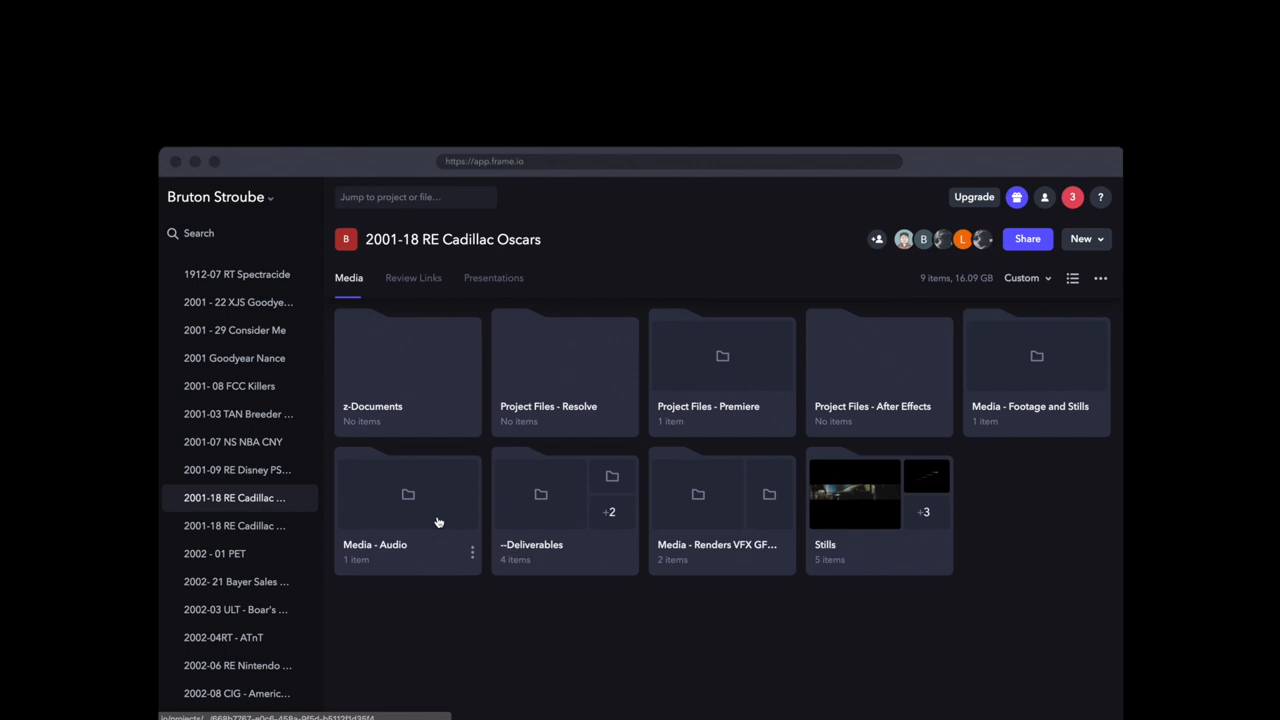 https://app.frame.io
Bruton Stroube
Jump to project or file...
Upgrade
3
?
Search
B
2001-18 RE Cadillac Oscars
B
L
Share
New
Media
Review Links
Presentations
9 items, 16.09 GB
Custom
1912-07 RT Spectracide
2001 - 22 XJS Goodye...
2001 - 29 Consider Me
2001 Goodyear Nance
2001- 08 FCC Killers
2001-03 TAN Breeder ...
2001-07 NS NBA CNY
2001-09 RE Disney PS...
2001-18 RE Cadillac ...
2001-18 RE Cadillac ...
2002 - 01 PET
2002- 21 Bayer Sales ...
2002-03 ULT - Boar's ...
2002-04RT - ATnT
2002-06 RE Nintendo ...
2002-08 CIG - Americ...
z-Documents
No items
Project Files - Resolve
No items
Project Files - Premiere
1 item
Project Files - After Effects
No items
Media - Footage and Stills
1 item
Media - Audio
1 item
+2
--Deliverables
4 items
Media - Renders VFX GF...
2 items
+3
Stills
5 items